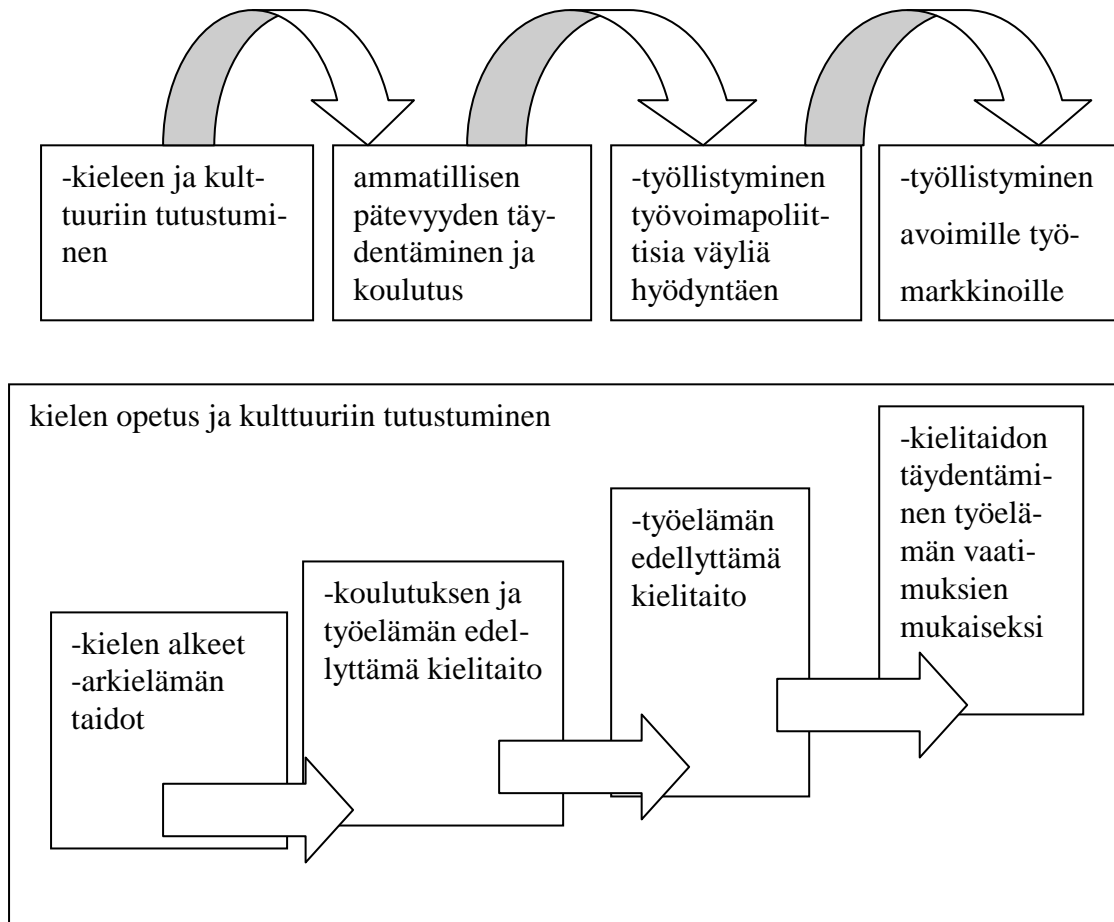 -kieleen ja kult-
tuuriin tutustumi-
nen
ammatillisen
pätevyyden täy-
dentäminen ja
koulutus
-työllistyminen
työvoimapoliit-
tisia väyliä
hyödyntäen
-työllistyminen
avoimille työ-
markkinoille
kielen opetus ja kulttuuriin tutustuminen
-kielen alkeet
-arkielämän
taidot
-koulutuksen ja
työelämän edel-
lyttämä kielitaito
-työelämän
edellyttämä
kielitaito
-kielitaidon
täydentämi-
nen työelä-
män vaati-
muksien
mukaiseksi